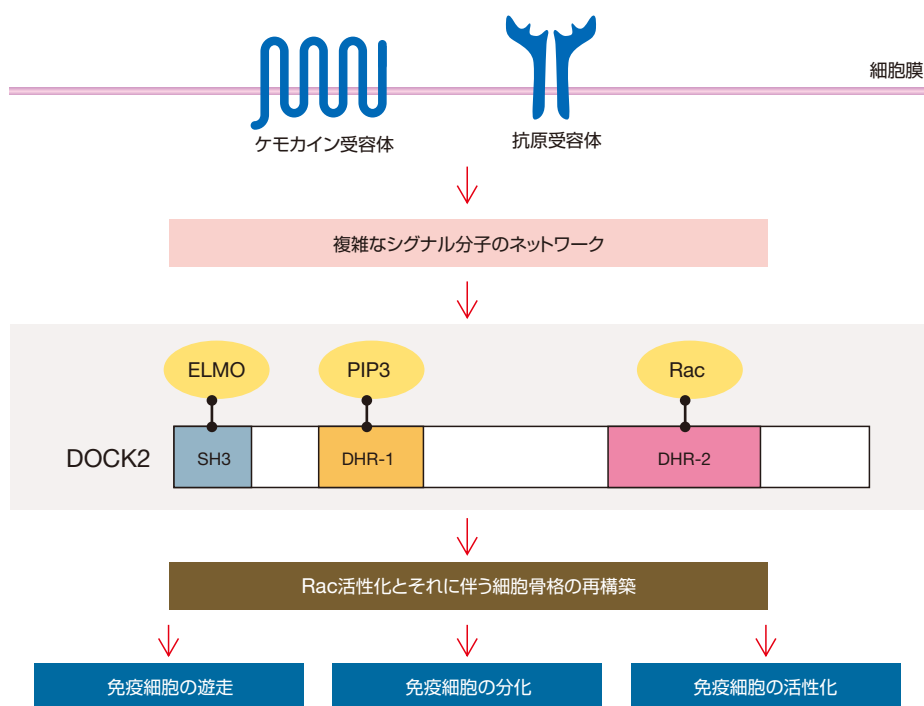 細胞膜
ケモカイン受容体
抗原受容体
複雑なシグナル分子のネットワーク
ELMO
PIP3
Rac
DOCK2
SH3
DHR-1
DHR-2
Rac活性化とそれに伴う細胞骨格の再構築
免疫細胞の遊走
免疫細胞の分化
免疫細胞の活性化